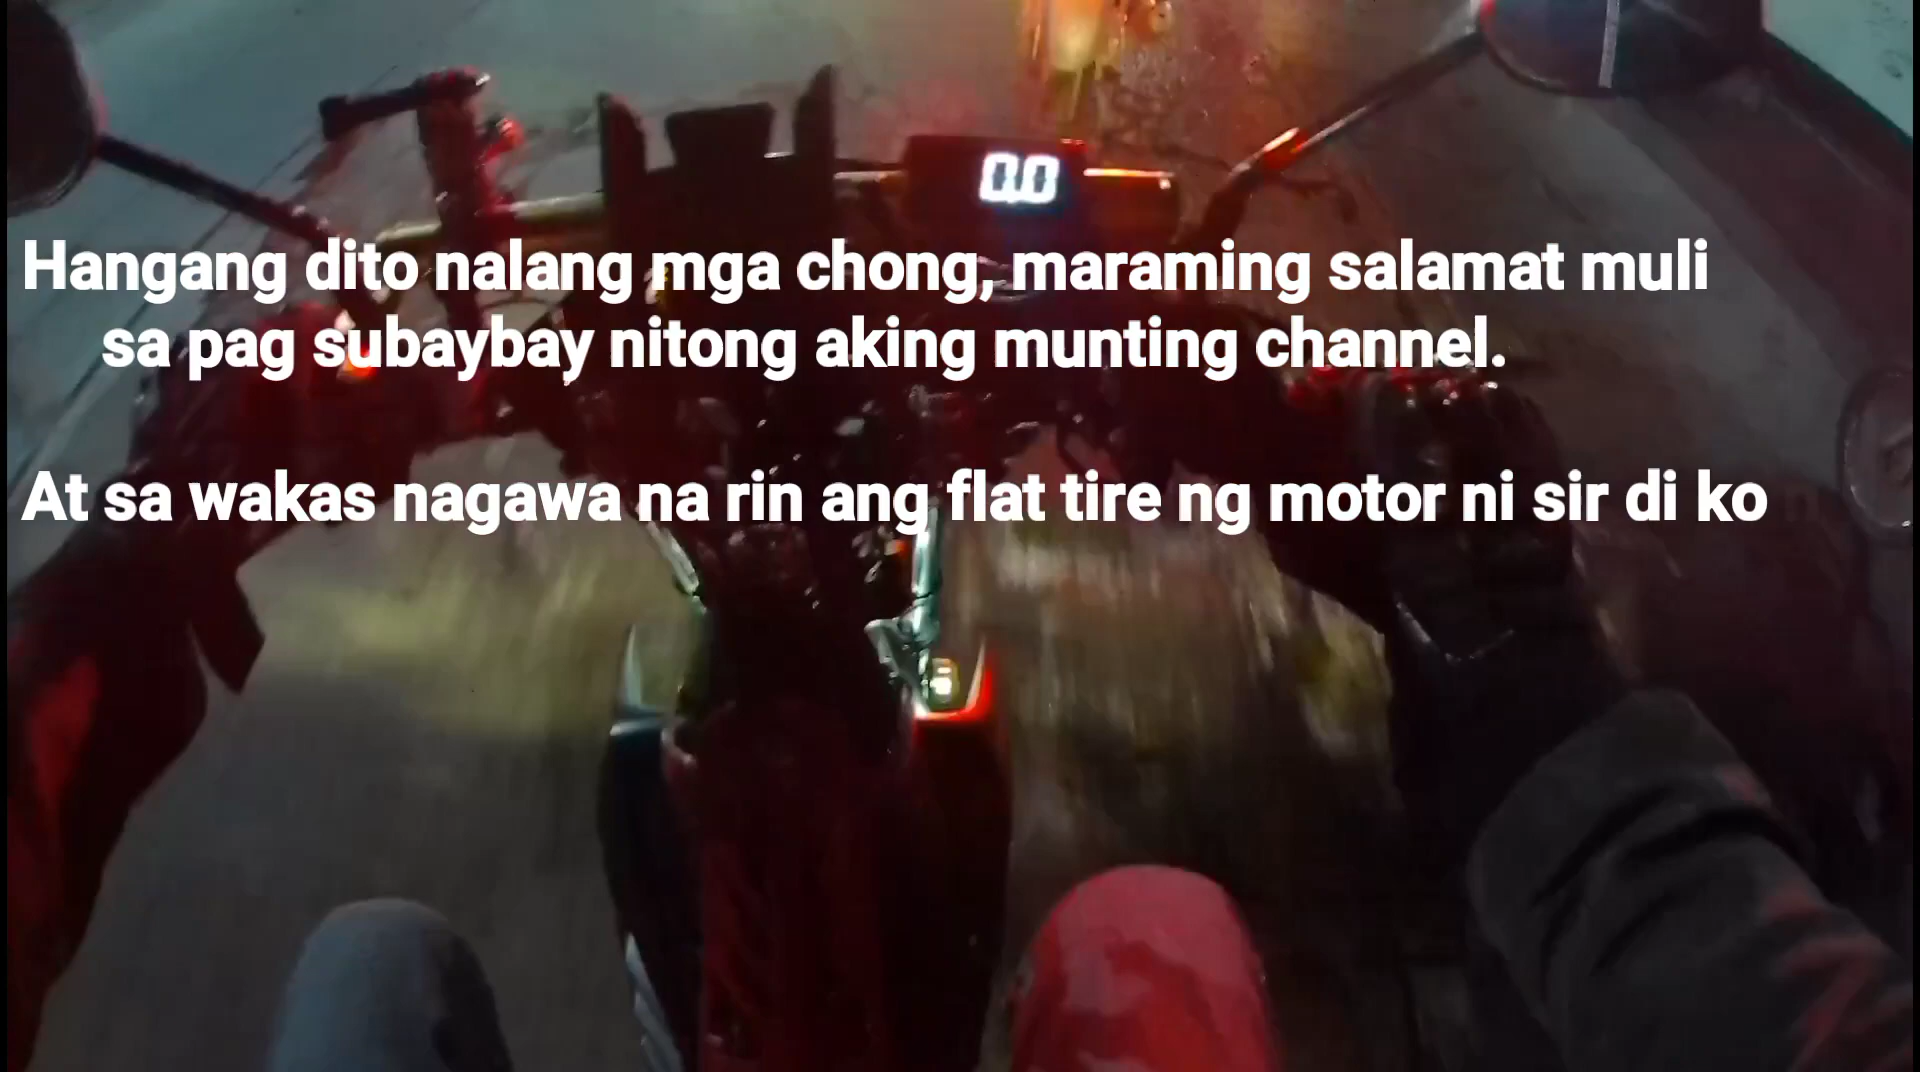 0.0
Hangang dito nalang mga chong, maraming salamat muli
sa pag subaybay nitong aking munting channel.
At sa wakas nagawa na rin ang flat tire ng motor ni sir di ko